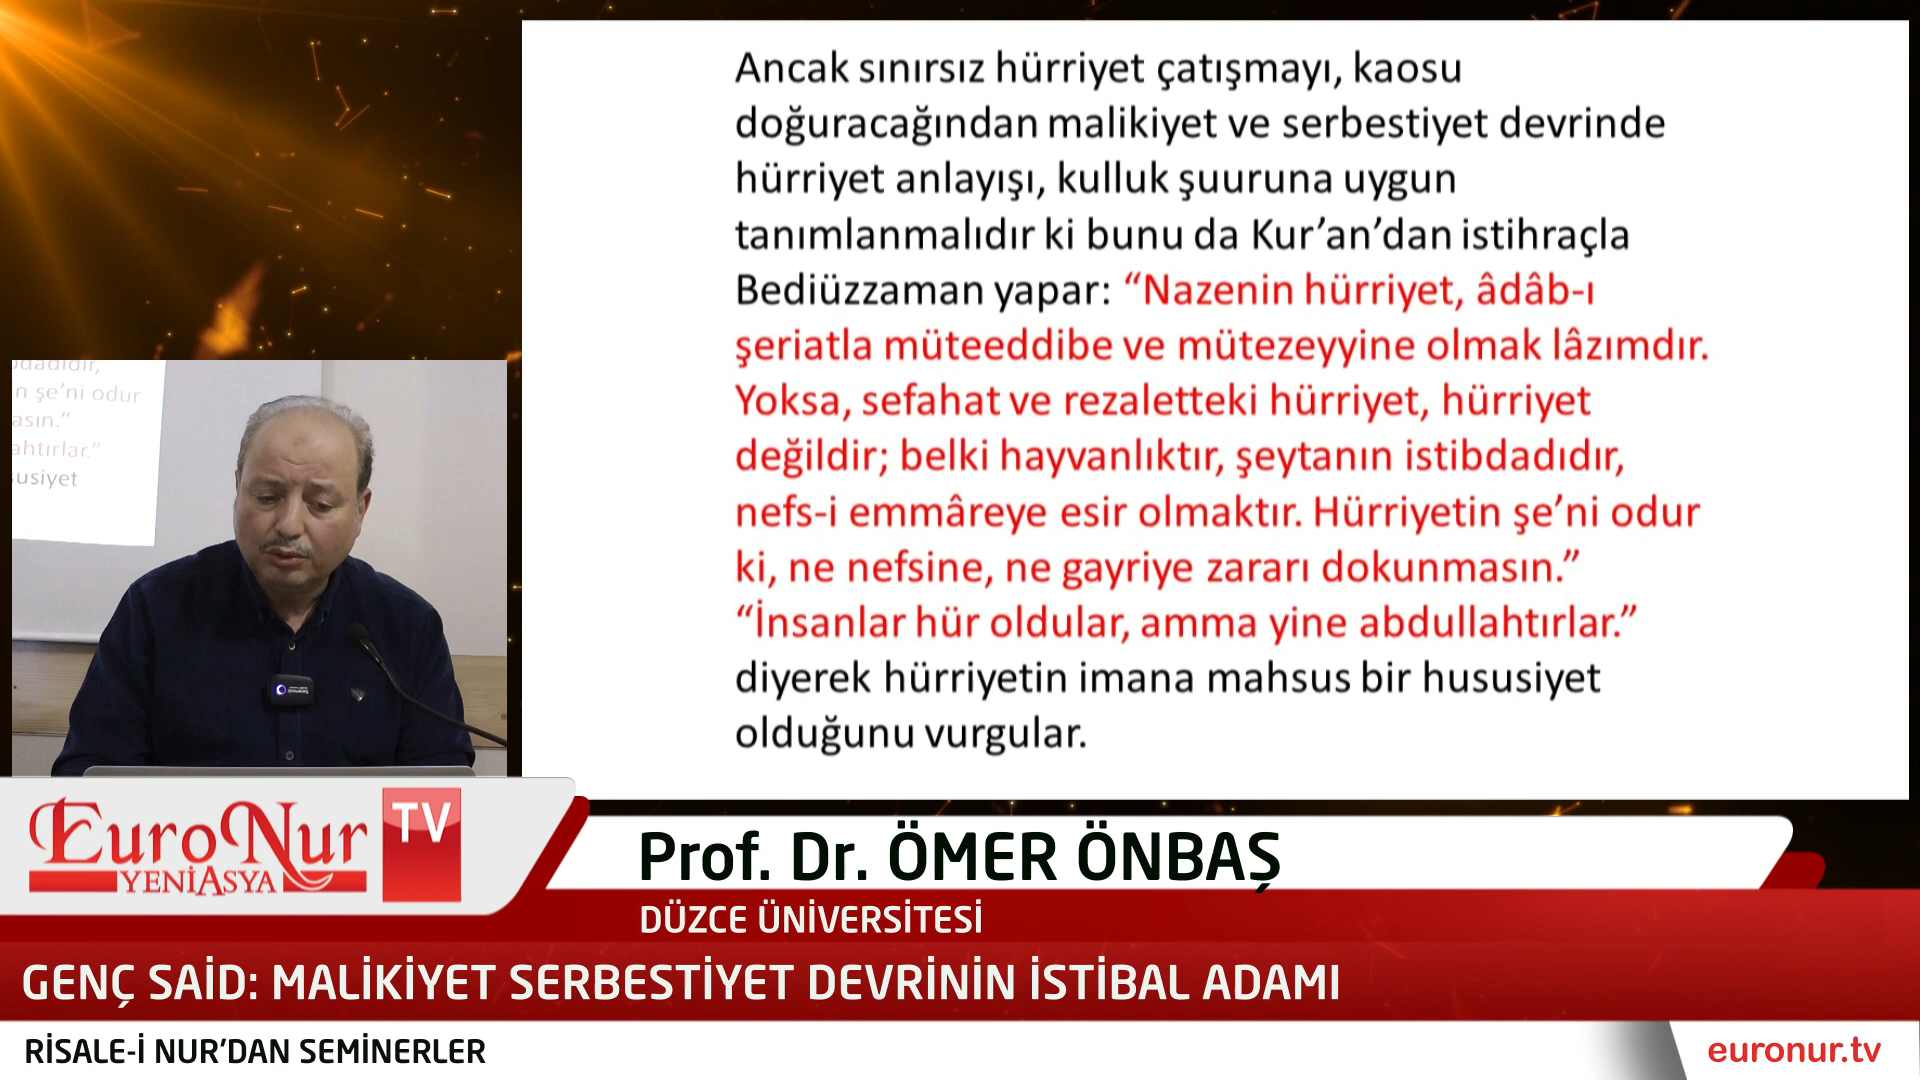 Ancak sınırsız hürriyet çatışmayı, kaosu
doğuracağından malikiyet ve serbestiyet devrinde
hürriyet anlayışı, kulluk şuuruna uygun
tanımlanmalıdır ki bunu da Kur’an’dan istihraçla
Bediüzzaman yapar: “Nazenin hürriyet, âdâb-ı
şeriatla müteeddibe ve mütezeyyine olmak lâzımdır.
Yoksa, sefahat ve rezaletteki hürriyet, hürriyet
değildir; belki hayvanlıktır, şeytanın istibdadıdır,
nefs-i emmâreye esir olmaktır. Hürriyetin şe’ni odur
ki, ne nefsine, ne gayriye zararı dokunmasın.”
“İnsanlar hür oldular, amma yine abdullahtırlar.”
diyerek hürriyetin imana mahsus bir hususiyet
olduğunu vurgular.
n şe’ni odur
asın.”
ahtırlar.”
usiyet
EuroNur TV
YENİASYA
Prof. Dr. ÖMER ÖNBAŞ
DÜZCE ÜNİVERSİTESİ
GENÇ SAİD: MALİKİYET SERBESTİYET DEVRİNİN İSTİBAL ADAMI
RİSALE-İ NUR’DAN SEMİNERLER
euronur.tv